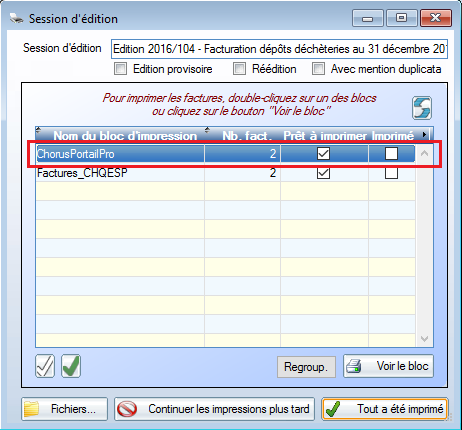 Session d'édition
Session d'édition Edition 2016/104 - Facturation dépôts déchèteries au 31 décembre 201
Edition provisoire Réédition Avec mention duplicata
Pour imprimer les factures, double-cliquez sur un des blocs
ou cliquez sur le bouton "Voir le bloc"
Nom du bloc d'impression Nb. fact. Prêt à imprimer Imprimé
ChorusPortailPro 2
Factures_CHQESP 2
Regroup. Voir le bloc
Fichiers... Continuer les impressions plus tard Tout a été imprimé